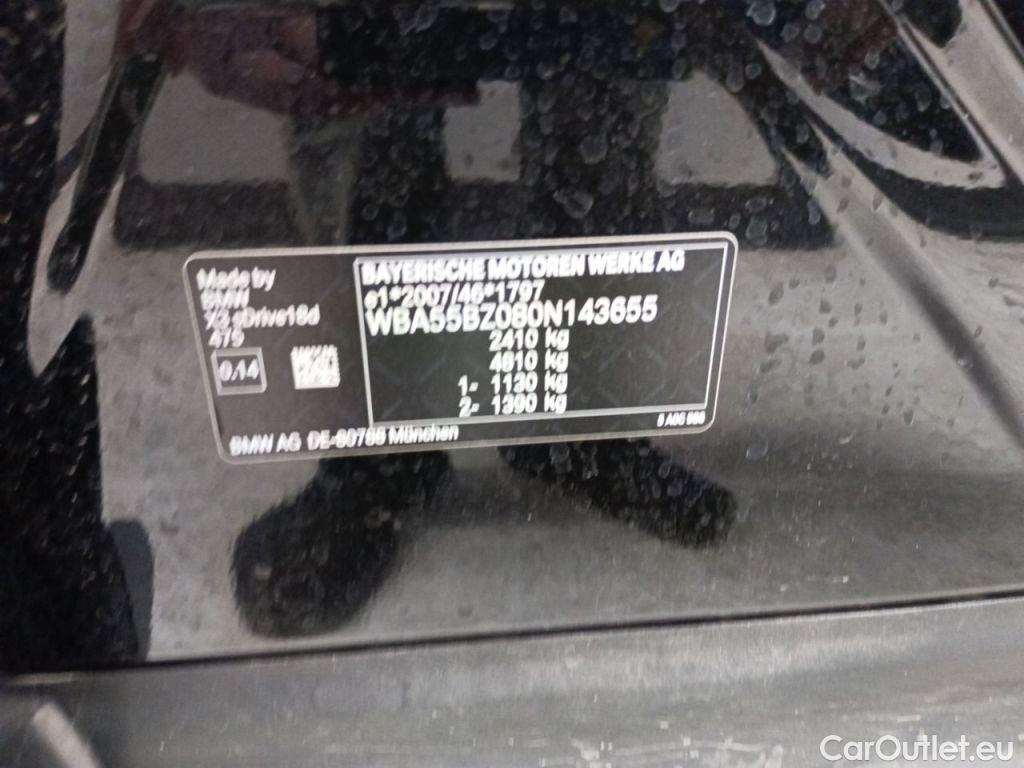 Made by
BMW
X3 sDrive18d
475
0.14
BAYERISCHE MOTOREN WERKE AG
e1*2007/46*1797
WBA55BZ080N143655
2410 kg
4810 kg
1- 1130 kg
2- 1390 kg
BMW AG DE-80788 München
CarOutlet.eu